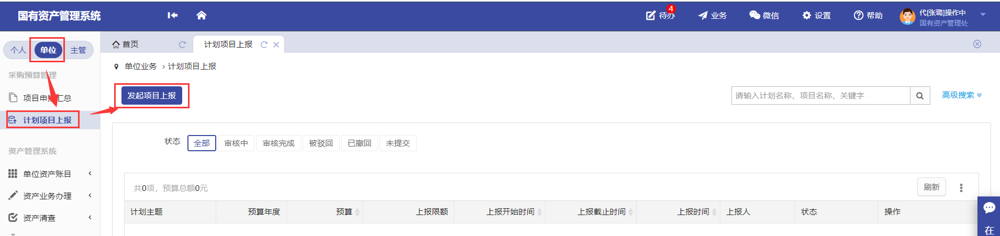 国有资产管理系统
4
待办
业务
微信
设置
帮助
代[张璐]操作中
国有资产管理处
个人 单位 主管
首页
计划项目上报
采购预算管理
项目申报汇总
计划项目上报
资产管理系统
单位资产账目
资产业务办理
资产清查
单位业务 › 计划项目上报
发起项目上报
请输入计划名称、项目名称、关键字
高级搜索
状态 全部 审核中 审核完成 被驳回 已撤回 未提交
共0项，预算总额0元
刷新
计划主题 预算年度 预算 上报限额 上报开始时间 上报截止时间 上报时间 上报人 状态 操作
在